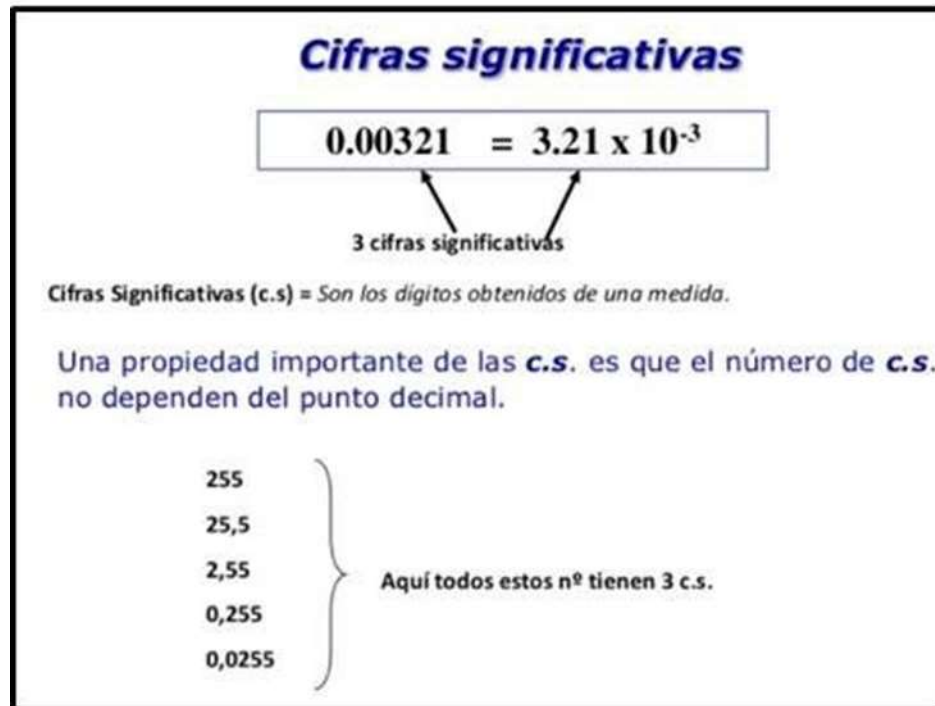 Cifras significativas
0.00321 = 3.21 x 10⁻³
3 cifras significativas
Cifras Significativas (c.s) = Son los dígitos obtenidos de una medida.
Una propiedad importante de las c.s. es que el número de c.s.
no dependen del punto decimal.
255
25,5
2,55
Aquí todos estos nº tienen 3 c.s.
0,255
0,0255